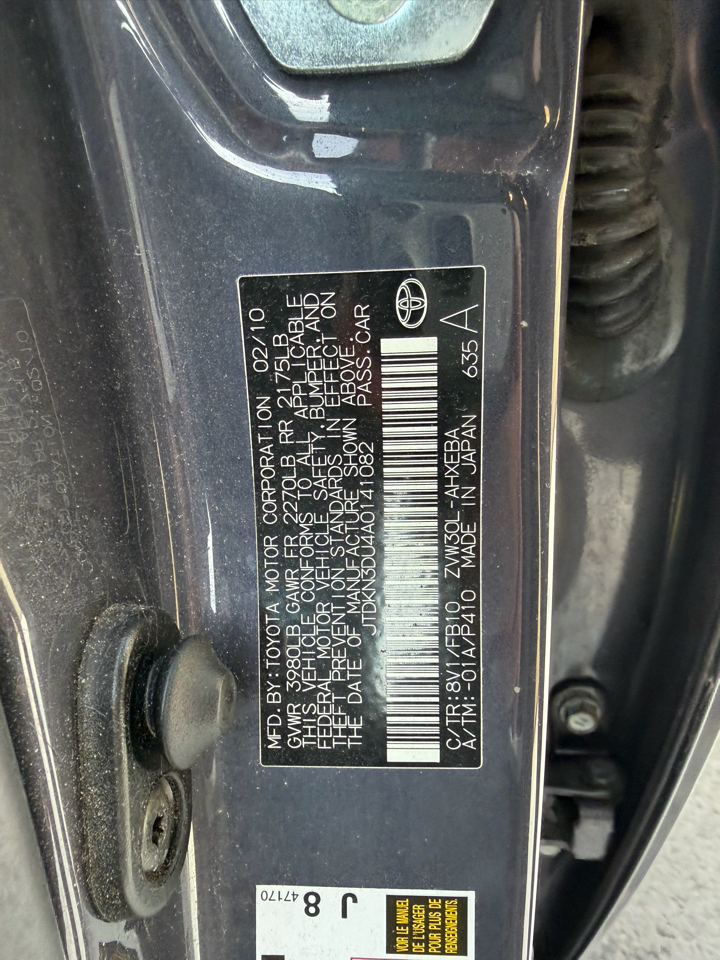 MFD.BY:TOYOTA MOTOR CORPORATION 02/10
GVWR 3980LB GAWR FR 2270LB RR 2175LB
THIS VEHICLE CONFORMS TO ALL APPLICABLE
FEDERAL MOTOR VEHICLE SAFETY,BUMPER,AND
THEFT PREVENTION STANDARDS IN EFFECT ON
THE DATE OF MANUFACTURE SHOWN ABOVE.
JTDKN3DU4A0141082 PASS.CAR
C/TR:8V1/FB10 ZVW30L-AHXEBA 635
A/TM:-01A/P410 MADE IN JAPAN A
J 8
47170
VOIR LE MANUEL
DE L'USAGER
POUR PLUS DE
RENSEIGNEMENTS.